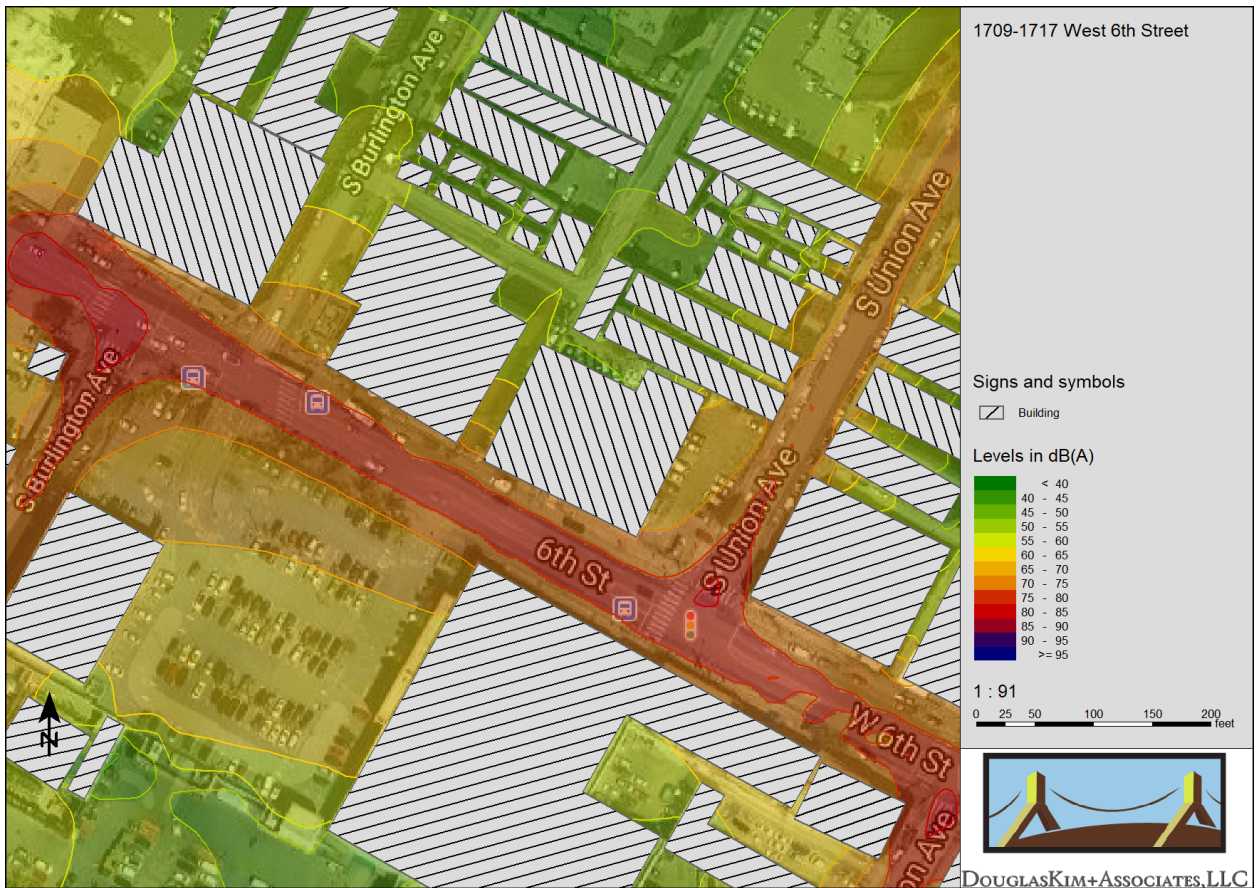 1709-1717 West 6th Street
S Burlington Ave
S Union Ave
S Burlington Ave
6th St
S Union Ave
W 6th St
ion Ave
N
Signs and symbols
Building
Levels in dB(A)
< 40
40 - 45
45 - 50
50 - 55
55 - 60
60 - 65
65 - 70
70 - 75
75 - 80
80 - 85
85 - 90
90 - 95
>= 95
1 : 91
0 25 50 100 150 200
feet
DOUGLASKIM+ASSOCIATES,LLC